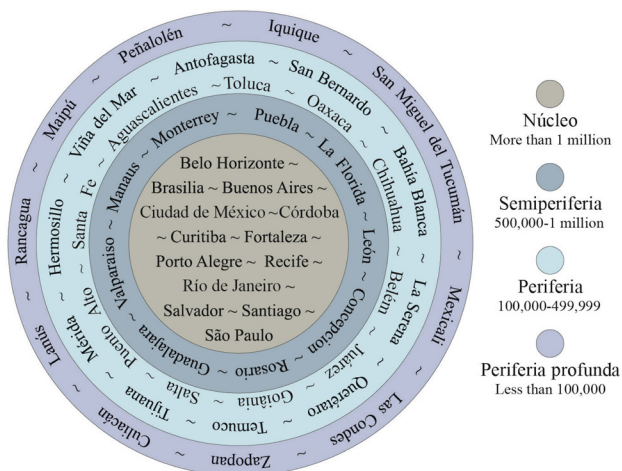 Rancagua ~ Maipú ~ Peñalolén ~ Iquique ~ San Miguel del Tucumán ~ Mexicali ~ Las Condes ~ Zapopan ~ Culiacán ~ Lanús ~
Hermosillo ~ Viña del Mar ~ Antofagasta ~ San Bernardo ~ Bahía Blanca ~ La Serena ~ Querétaro ~ Temuco ~ Tijuana ~ Mérida ~
Santa Fe ~ Aguascalientes ~ Toluca ~ Oaxaca ~ Chihuahua ~ Belém ~ Juárez ~ Goiânia ~ Salta ~ Puento Alto ~
Valparaiso ~ Manaus ~ Monterrey ~ Puebla ~ La Florida ~ León ~ Concepcion ~ Rosario ~ Guadalajara ~
Belo Horizonte ~
Brasilia ~ Buenos Aires ~
Ciudad de México ~ Córdoba
~ Curitiba ~ Fortaleza ~
Porto Alegre ~ Recife ~
Río de Janeiro ~
Salvador ~ Santiago ~
São Paulo
Núcleo
More than 1 million
Semiperiferia
500,000-1 million
Periferia
100,000-499,999
Periferia profunda
Less than 100,000